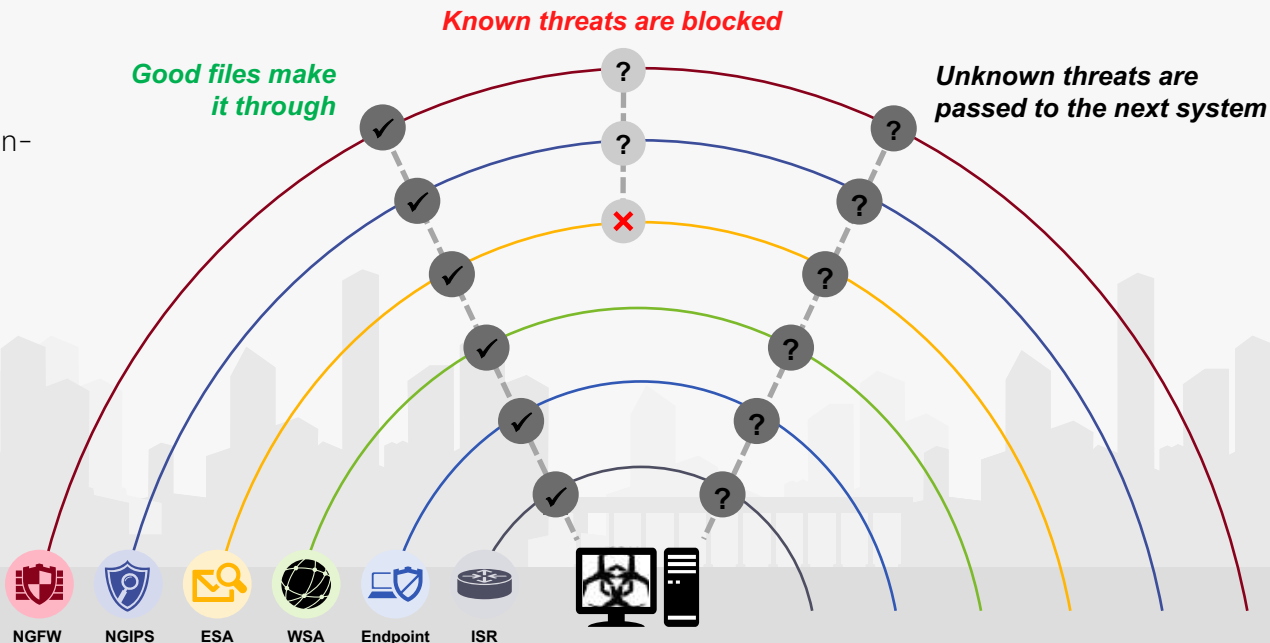 Known threats are blocked
Good files make
it through
Unknown threats are
passed to the next system
n-
?
?
?
?
?
?
?
?
NGFW
NGIPS
ESA
WSA
Endpoint
ISR